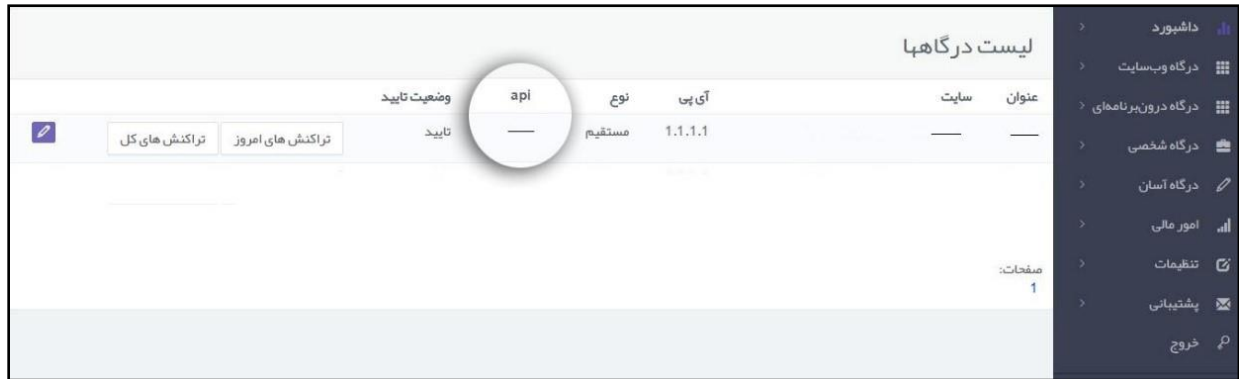 داشبورد
درگاه وب‌سایت
درگاه درون‌برنامه‌ای
درگاه شخصی
درگاه آسان
امور مالی
تنظیمات
پشتیبانی
خروج
لیست درگاهها
عنوان سایت آی پی نوع api وضعیت تایید
1.1.1.1 مستقیم تایید تراکنش های امروز تراکنش های کل
صفحات:
1